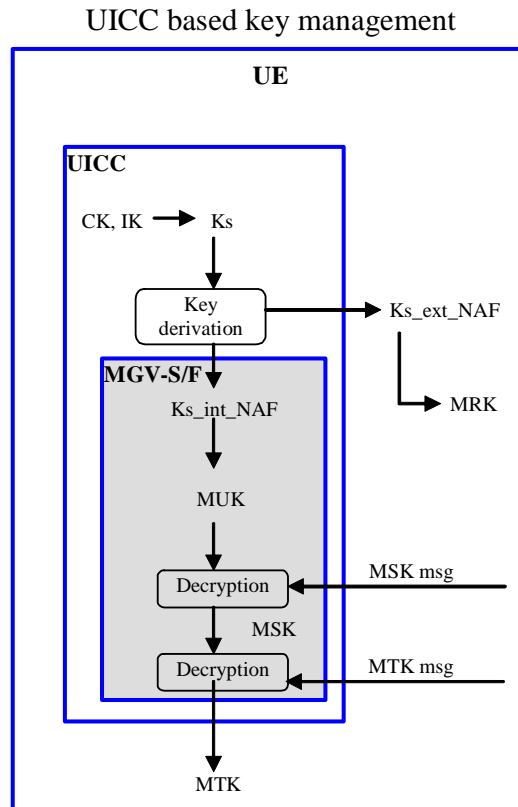 UICC based key management
UE
UICC
CK, IK
Ks
Key
derivation
Ks_ext_NAF
MGV-S/F
Ks_int_NAF
MRK
MUK
MSK msg
Decryption
MSK
MTK msg
Decryption
MTK